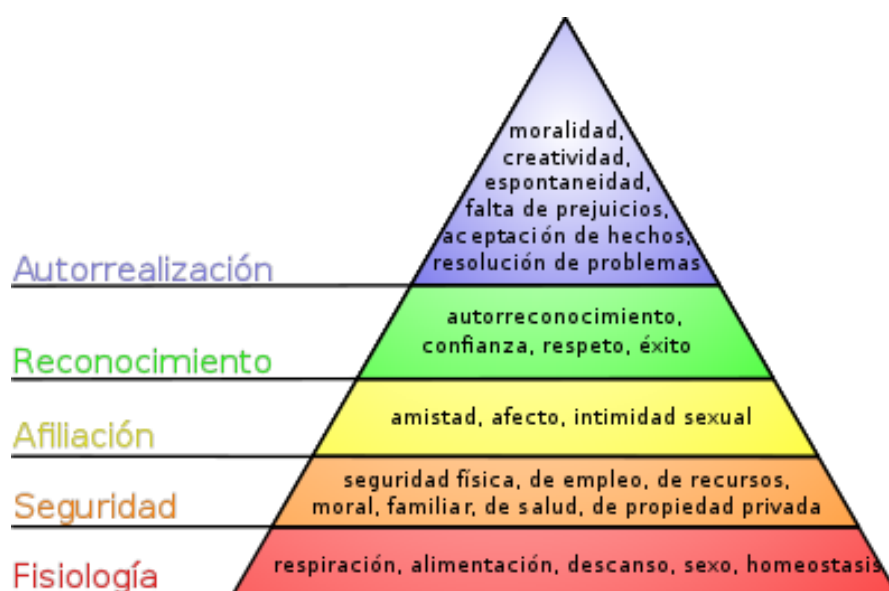 moralidad,
creatividad,
espontaneidad,
falta de prejuicios,
aceptación de hechos,
resolución de problemas
Autorrealización
autorreconocimiento,
confianza, respeto, éxito
Reconocimiento
amistad, afecto, intimidad sexual
Afiliación
seguridad física, de empleo, de recursos,
moral, familiar, de salud, de propiedad privada
Seguridad
respiración, alimentación, descanso, sexo, homeostasis
Fisiología